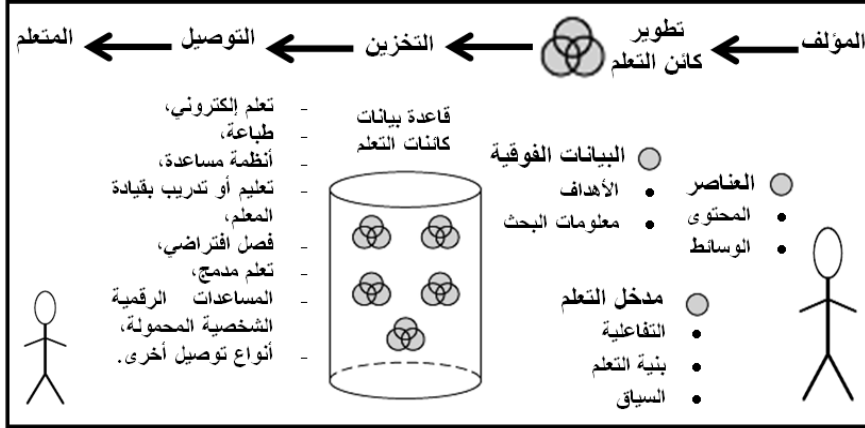 المؤلف
تطوير
كائن التعلم
التخزين
التوصيل
المتعلم
العناصر
• المحتوى
• الوسائط
البيانات الفوقية
• الأهداف
• معلومات البحث
مدخل التعلم
• التفاعلية
• بنية التعلم
• السياق
قاعدة بيانات
كائنات التعلم
- تعلم إلكتروني،
- طباعة،
- أنظمة مساعدة،
- تعليم أو تدريب بقيادة
المعلم،
- فصل افتراضي،
- تعلم مدمج،
- المساعدات الرقمية
الشخصية المحمولة،
- أنواع توصيل أخرى.